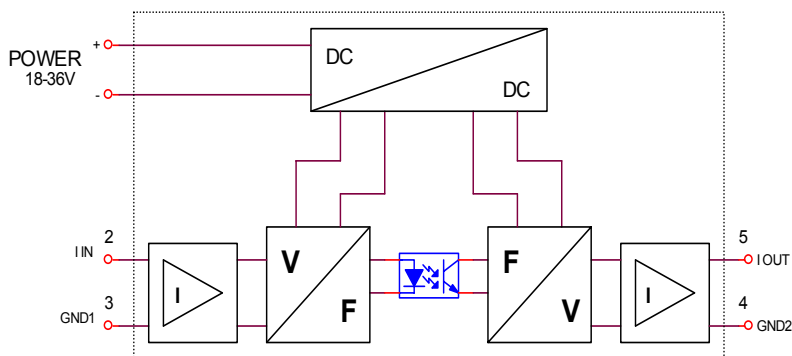 POWER
18-36V
+
-
DC
DC
2
I IN
3
GND1
I
V
F
F
V
I
5
I OUT
4
GND2